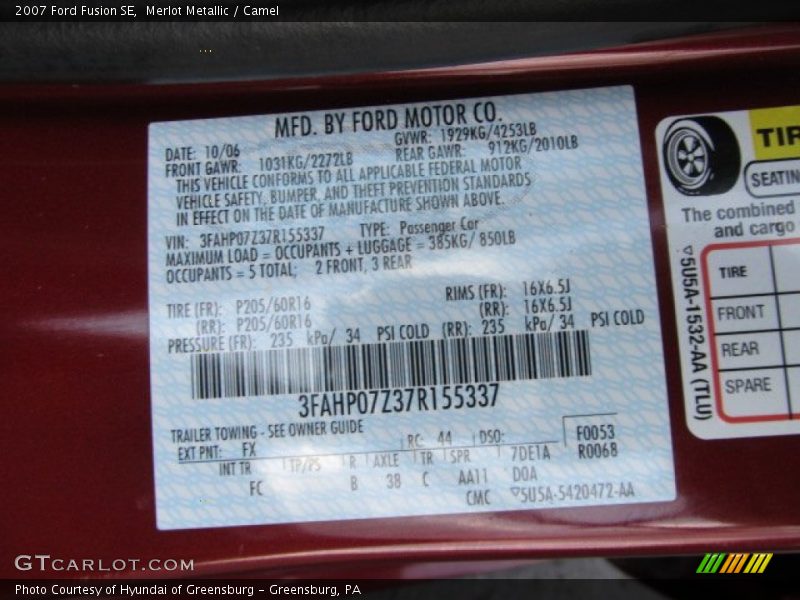 2007 Ford Fusion SE, Merlot Metallic / Camel
MFD. BY FORD MOTOR CO.
DATE: 10/06 GVWR: 1929KG/4253LB
FRONT GAWR: 1031KG/2272LB REAR GAWR: 912KG/2010LB
THIS VEHICLE CONFORMS TO ALL APPLICABLE FEDERAL MOTOR
VEHICLE SAFETY, BUMPER, AND THEFT PREVENTION STANDARDS
IN EFFECT ON THE DATE OF MANUFACTURE SHOWN ABOVE.
VIN: 3FAHP07Z37R155337 TYPE: Passenger Car
MAXIMUM LOAD = OCCUPANTS + LUGGAGE = 385KG/ 850LB
OCCUPANTS = 5 TOTAL; 2 FRONT, 3 REAR
TIRE (FR): P205/60R16 RIMS (FR): 16X6.5J
(RR): P205/60R16 (RR): 16X6.5J
PRESSURE (FR): 235 kPa/ 34 PSI COLD (RR): 235 kPa/ 34 PSI COLD
3FAHP07Z37R155337
TRAILER TOWING - SEE OWNER GUIDE
EXT PNT: FX RC: 44 DSO: F0053
INT TR TP/PS R AXLE TR SPR 7DE1A R0068
FC B 38 C AA11 DOA
CMC ▽5U5A-5420472-AA
TIR
SEATIN
The combined
and cargo
TIRE
FRONT
REAR
SPARE
▽5U5A-1532-AA (TLU)
GTCARLOT.COM
Photo Courtesy of Hyundai of Greensburg - Greensburg, PA